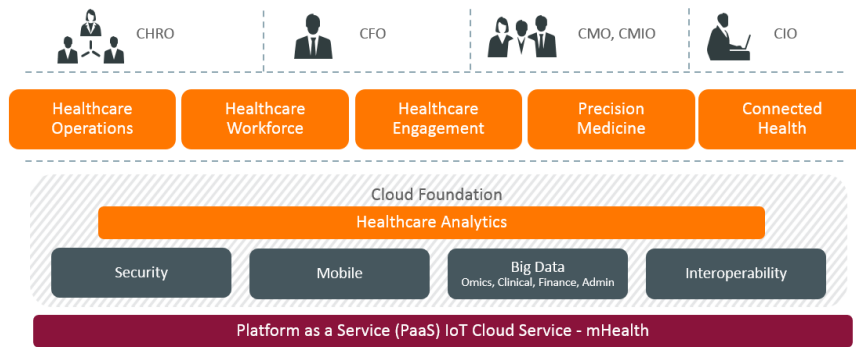 CHRO
CFO
CMO, CMIO
CIO
Healthcare
Operations
Healthcare
Workforce
Healthcare
Engagement
Precision
Medicine
Connected
Health
Cloud Foundation
Healthcare Analytics
Security
Mobile
Big Data
Omics, Clinical, Finance, Admin
Interoperability
Platform as a Service (PaaS) IoT Cloud Service - mHealth